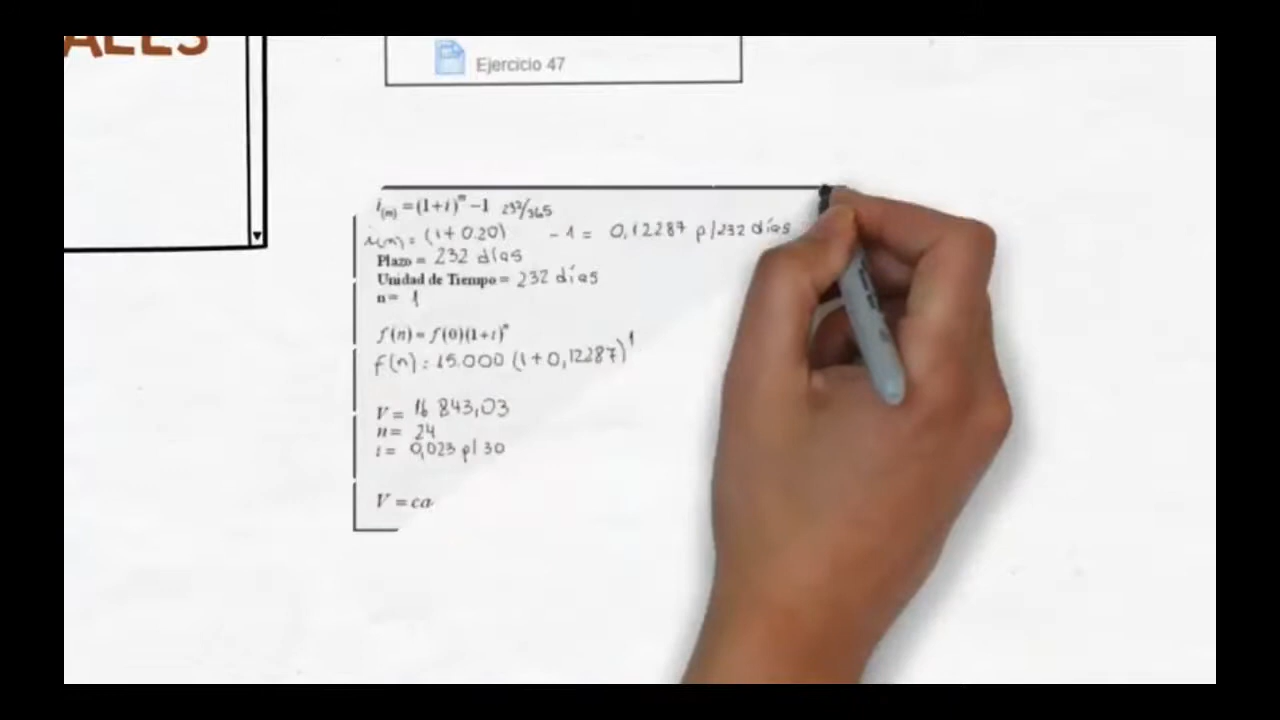 ALES
Ejercicio 47
i(m) = (1+i)^m -1 232/365
i(m) = (1+0.20) -1 = 0,12287 p/232 días
Plazo = 232 días
Unidad de Tiempo = 232 días
n = 1
f(n) = f(0)(1+i)^n
f(n) = 15.000 (1+0,12287)^1
V = 16 843,03
n = 24
i = 0,023 p/ 30
V = ca